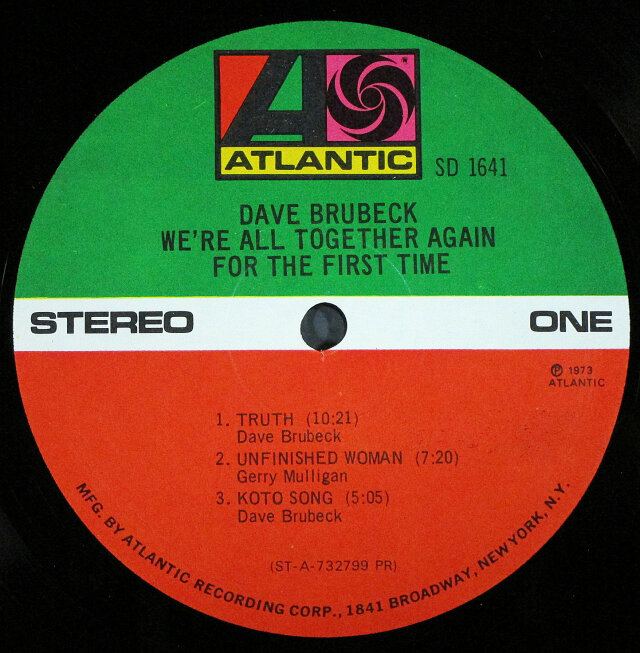 ATLANTIC
SD 1641
DAVE BRUBECK
WE'RE ALL TOGETHER AGAIN
FOR THE FIRST TIME
STEREO
ONE
℗ 1973
ATLANTIC
1. TRUTH (10:21)
Dave Brubeck
2. UNFINISHED WOMAN (7:20)
Gerry Mulligan
3. KOTO SONG (5:05)
Dave Brubeck
(ST-A-732799 PR)
MFG. BY ATLANTIC RECORDING CORP., 1841 BROADWAY, NEW YORK, N.Y.